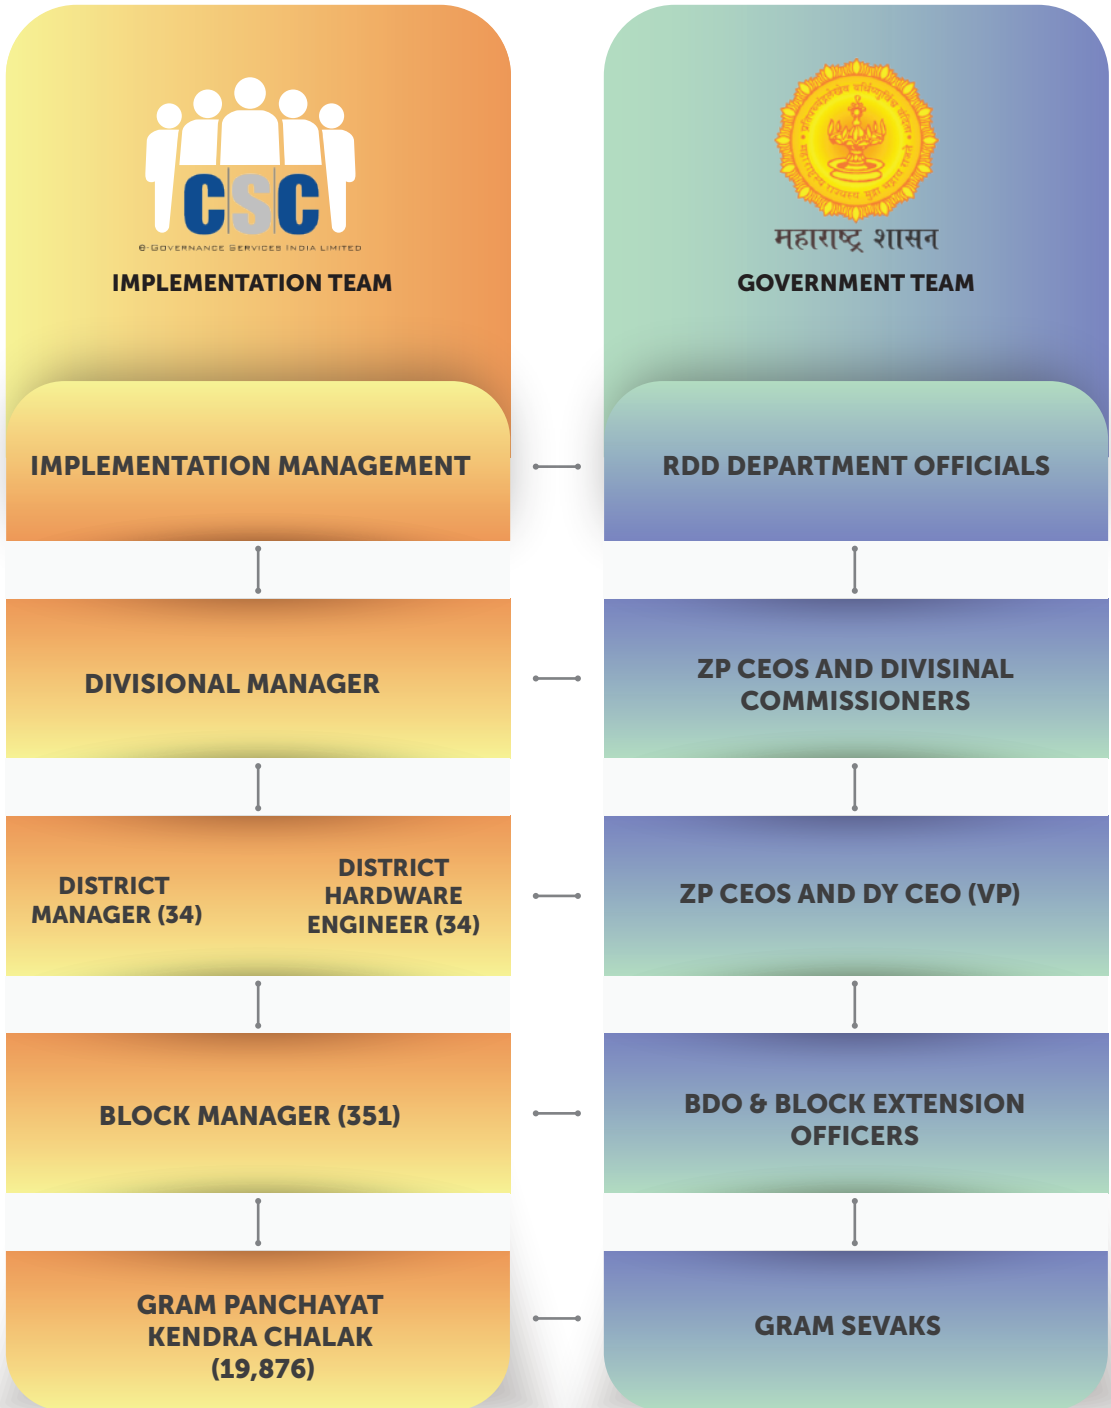 CSC
e-Governance Services India Limited
IMPLEMENTATION TEAM
महाराष्ट्र शासन
GOVERNMENT TEAM
IMPLEMENTATION MANAGEMENT
RDD DEPARTMENT OFFICIALS
DIVISIONAL MANAGER
ZP CEOS AND DIVISINAL
COMMISSIONERS
DISTRICT
MANAGER (34)
DISTRICT
HARDWARE
ENGINEER (34)
ZP CEOS AND DY CEO (VP)
BLOCK MANAGER (351)
BDO & BLOCK EXTENSION
OFFICERS
GRAM PANCHAYAT
KENDRA CHALAK
(19,876)
GRAM SEVAKS